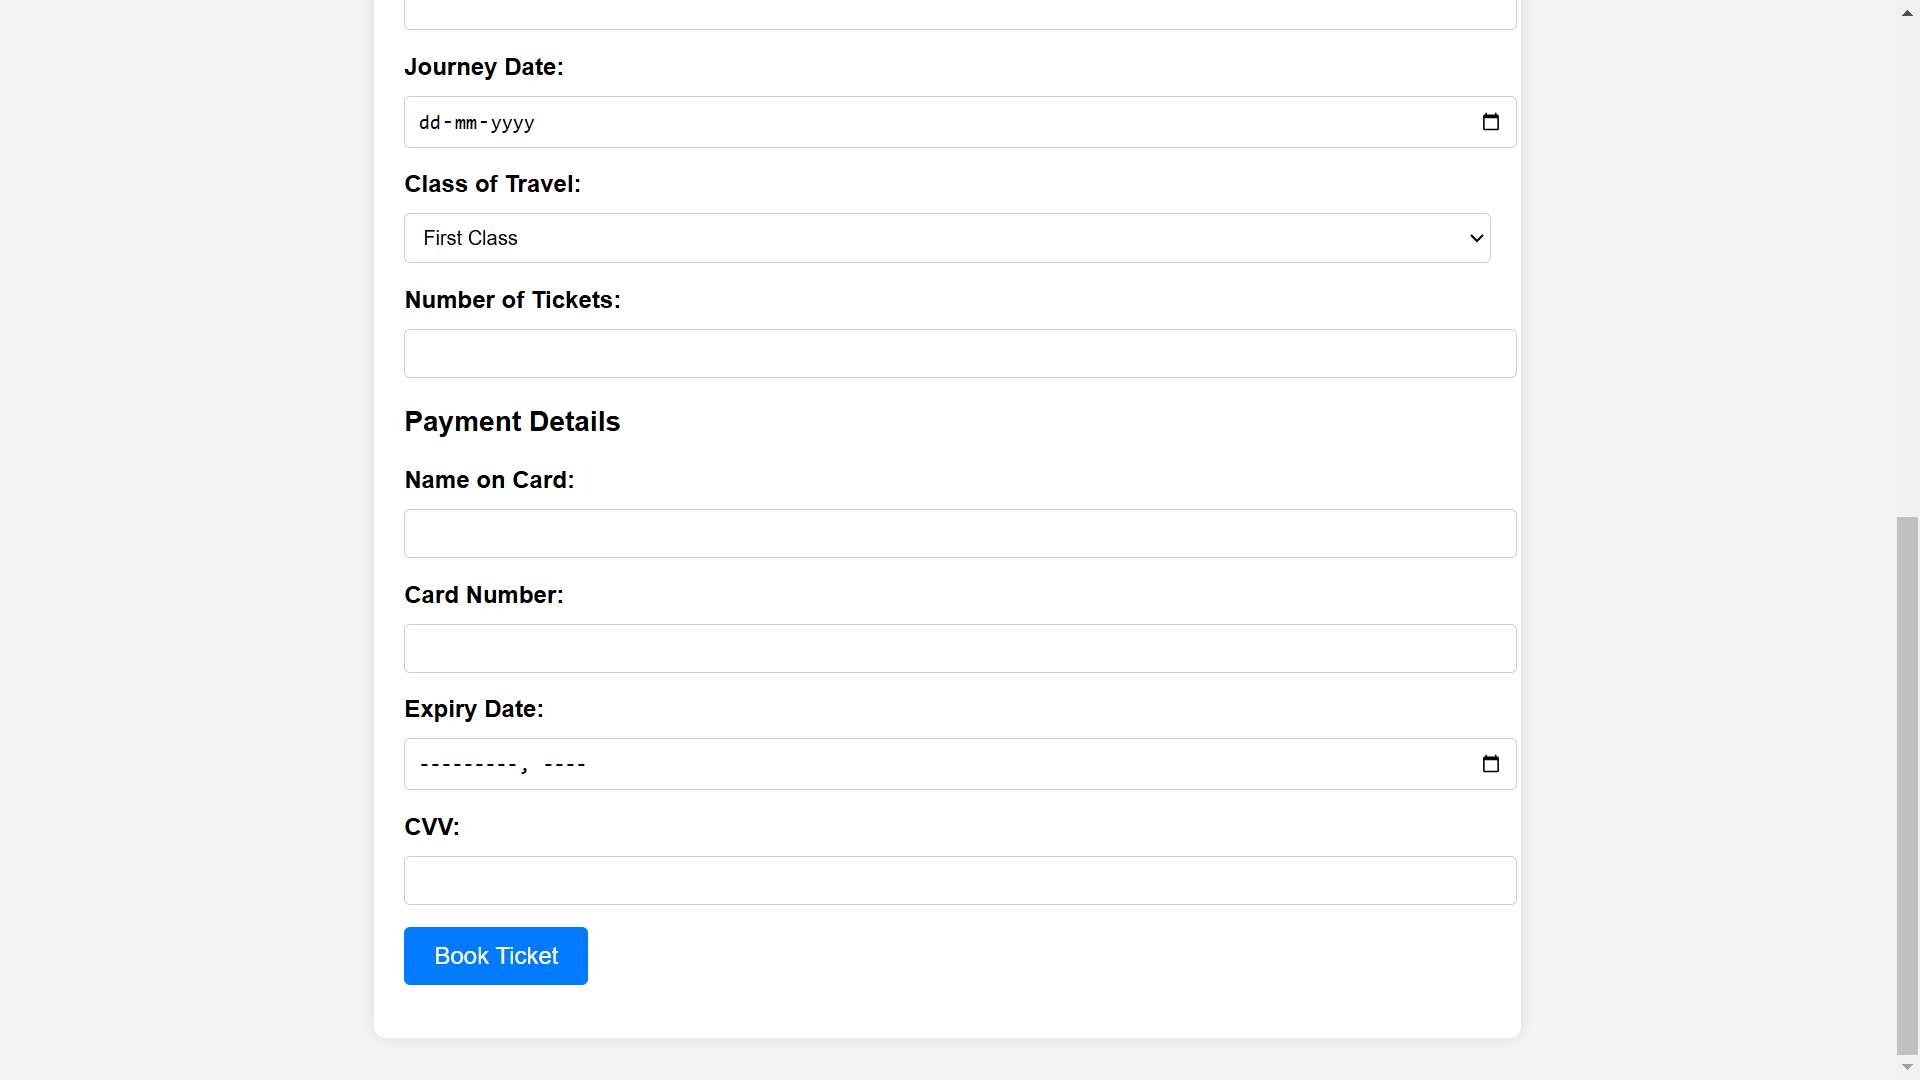 Journey Date:
dd-mm-yyyy
Class of Travel:
First Class
Number of Tickets:
Payment Details
Name on Card:
Card Number:
Expiry Date:
---------, ----
CVV:
Book Ticket